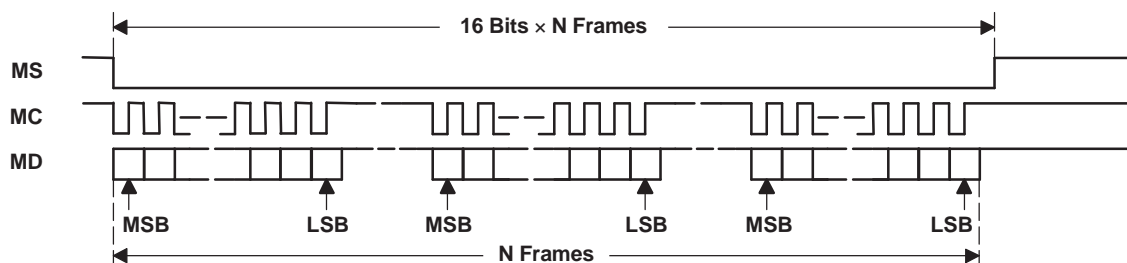 16 Bits × N Frames
MS
MC
MD
MSB LSB MSB LSB MSB LSB
N Frames